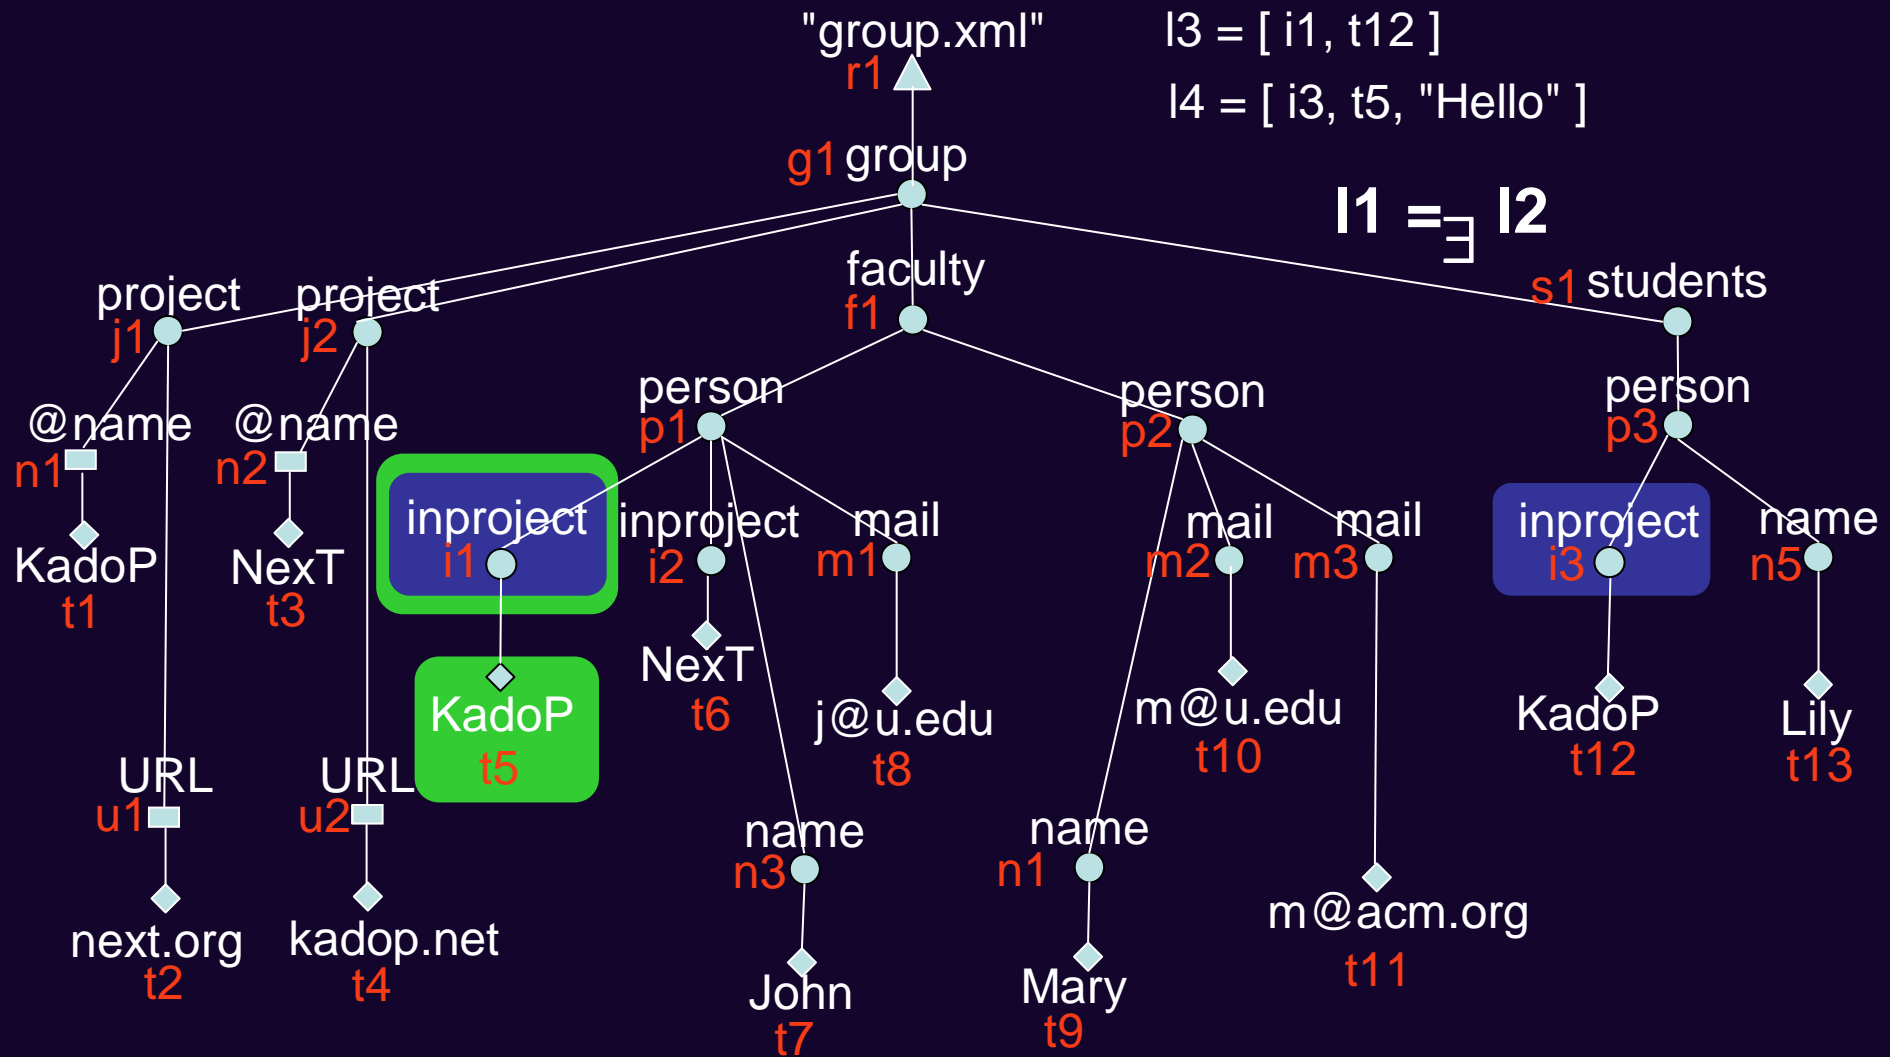 "group.xml"
r1
l3 = [ i1, t12 ]
l4 = [ i3, t5, "Hello" ]
g1 group
l1 =∃ l2
project
j1
project
j2
faculty
f1
s1 students
@name
n1
@name
n2
person
p1
person
p2
person
p3
KadoP
t1
NexT
t3
inproject
i1
inproject
i2
mail
m1
mail
m2
mail
m3
inproject
i3
name
n5
KadoP
t5
NexT
t6
j@u.edu
t8
m@u.edu
t10
KadoP
t12
Lily
t13
URL
u1
URL
u2
name
n3
name
n1
next.org
t2
kadop.net
t4
John
t7
Mary
t9
m@acm.org
t11